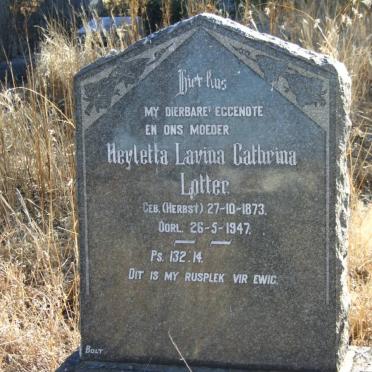 Hier Rus
MY DIERBARE EGGENOTE
EN ONS MOEDER
Heyletta Lavina Cathrina
Lotter
GEB. (HERBST) 27-10-1873.
OORL. 26-5-1947.
PS. 132.14.
DIT IS MY RUSPLEK VIR EWIG.
BOLT